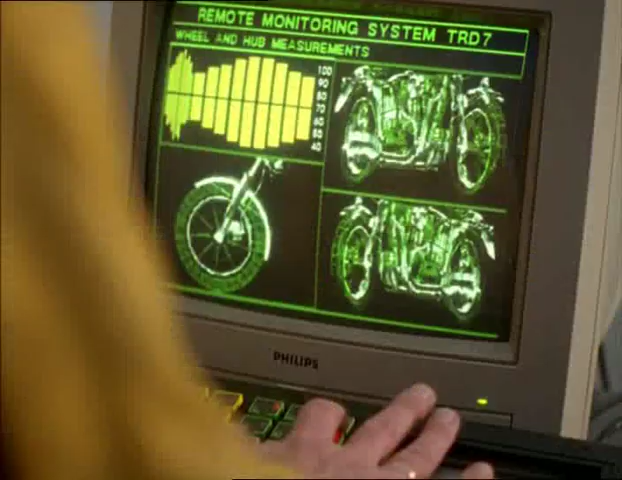 REMOTE MONITORING SYSTEM TRD7
WHEEL AND HUB MEASUREMENTS
100
90
80
70
60
50
40
PHILIPS